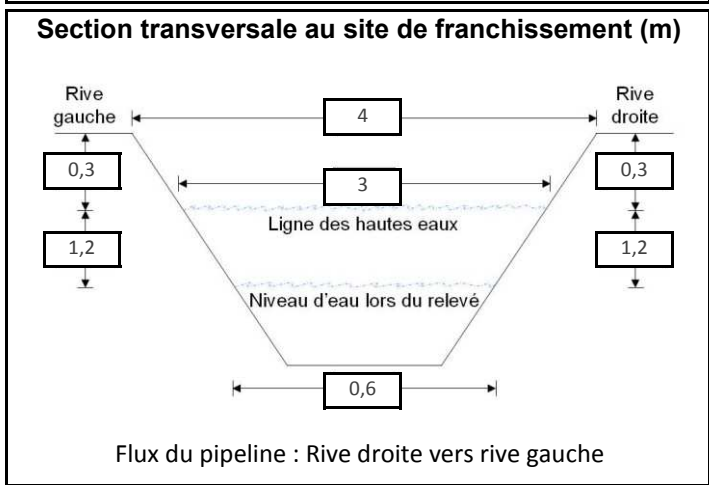 Section transversale au site de franchissement (m)
Rive gauche
4
Rive droite
0,3
3
0,3
Ligne des hautes eaux
1,2
1,2
Niveau d'eau lors du relevé
0,6
Flux du pipeline : Rive droite vers rive gauche